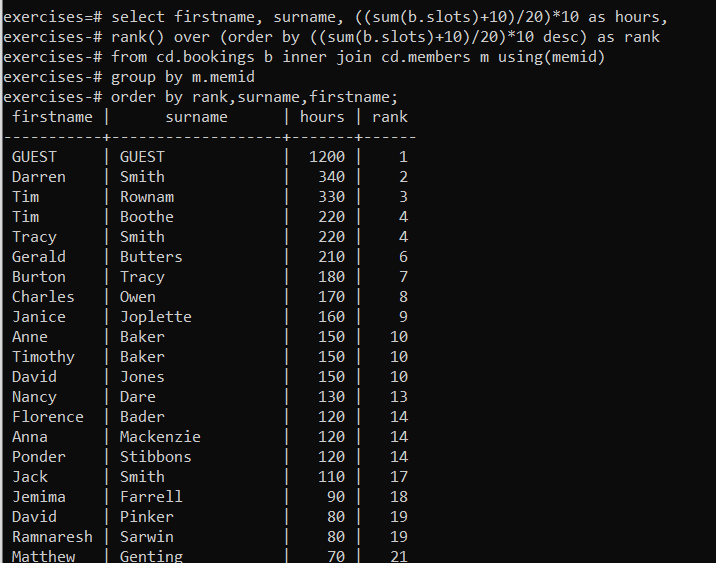 exercises=# select firstname, surname, ((sum(b.slots)+10)/20)*10 as hours,
exercises-# rank() over (order by ((sum(b.slots)+10)/20)*10 desc) as rank
exercises-# from cd.bookings b inner join cd.members m using(memid)
exercises-# group by m.memid
exercises-# order by rank,surname,firstname;
 firstname |      surname      | hours | rank
-----------+-------------------+-------+------
 GUEST     | GUEST             |  1200 |    1
 Darren    | Smith             |   340 |    2
 Tim       | Rownam            |   330 |    3
 Tim       | Boothe            |   220 |    4
 Tracy     | Smith             |   220 |    4
 Gerald    | Butters           |   210 |    6
 Burton    | Tracy             |   180 |    7
 Charles   | Owen              |   170 |    8
 Janice    | Joplette          |   160 |    9
 Anne      | Baker             |   150 |   10
 Timothy   | Baker             |   150 |   10
 David     | Jones             |   150 |   10
 Nancy     | Dare              |   130 |   13
 Florence  | Bader             |   120 |   14
 Anna      | Mackenzie         |   120 |   14
 Ponder    | Stibbons          |   120 |   14
 Jack      | Smith             |   110 |   17
 Jemima    | Farrell           |    90 |   18
 David     | Pinker            |    80 |   19
 Ramnaresh | Sarwin            |    80 |   19
 Matthew   | Genting           |    70 |   21